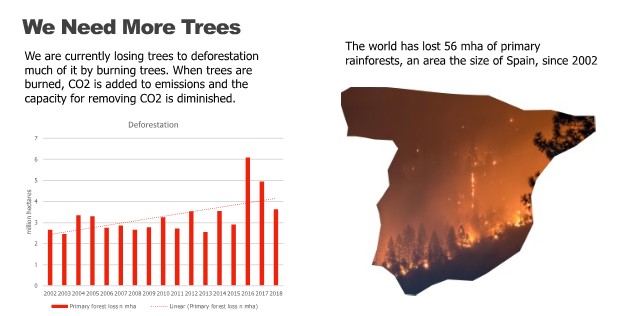 We Need More Trees
We are currently losing trees to deforestation
much of it by burning trees. When trees are
burned, CO2 is added to emissions and the
capacity for removing CO2 is diminished.
The world has lost 56 mha of primary
rainforests, an area the size of Spain, since 2002
Deforestation
million hectares
7
6
5
4
3
2
1
0
2002 2003 2004 2005 2006 2007 2008 2009 2010 2011 2012 2013 2014 2015 2016 2017 2018
Primary forest loss n mha
Linear (Primary forest loss n mha)